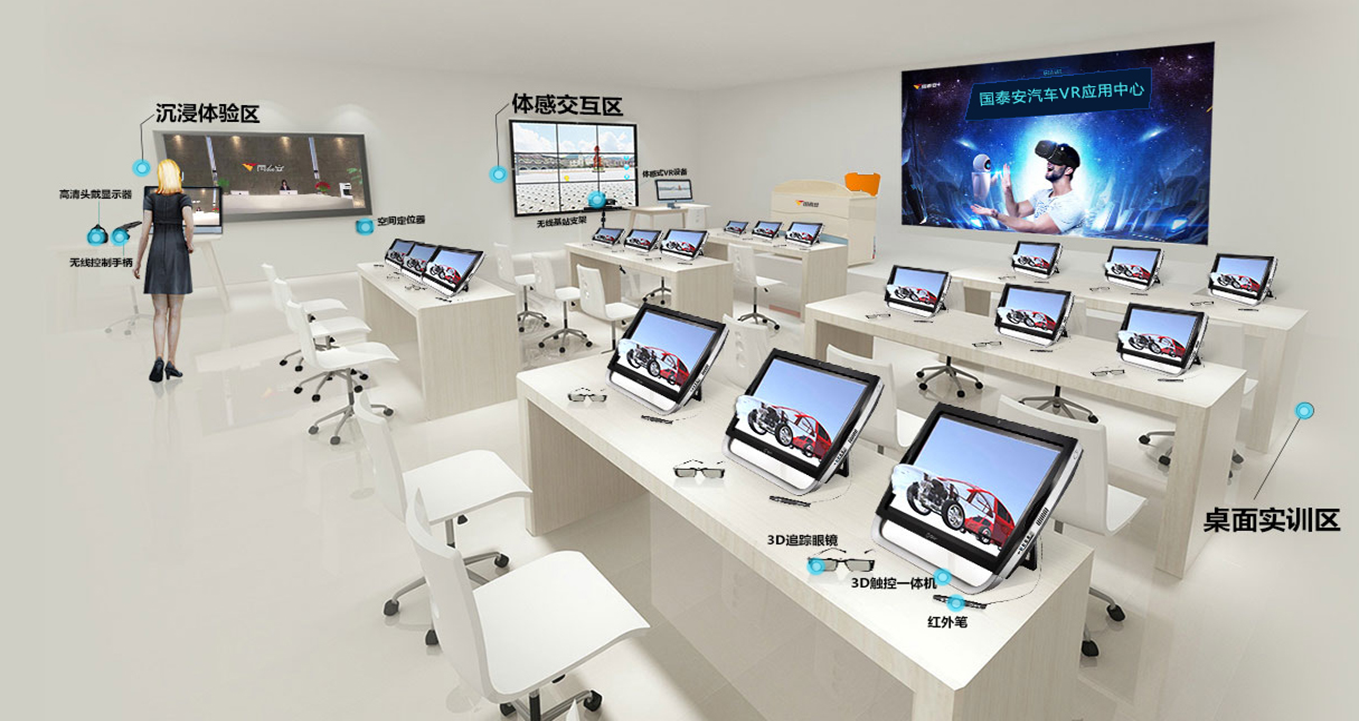 沉浸体验区
体感交互区
国泰安汽车VR应用中心
国泰安
高清头戴显示器
体感式VR设备
空间定位器
无线基站支架
无线控制手柄
桌面实训区
3D追踪眼镜
3D触控一体机
红外笔